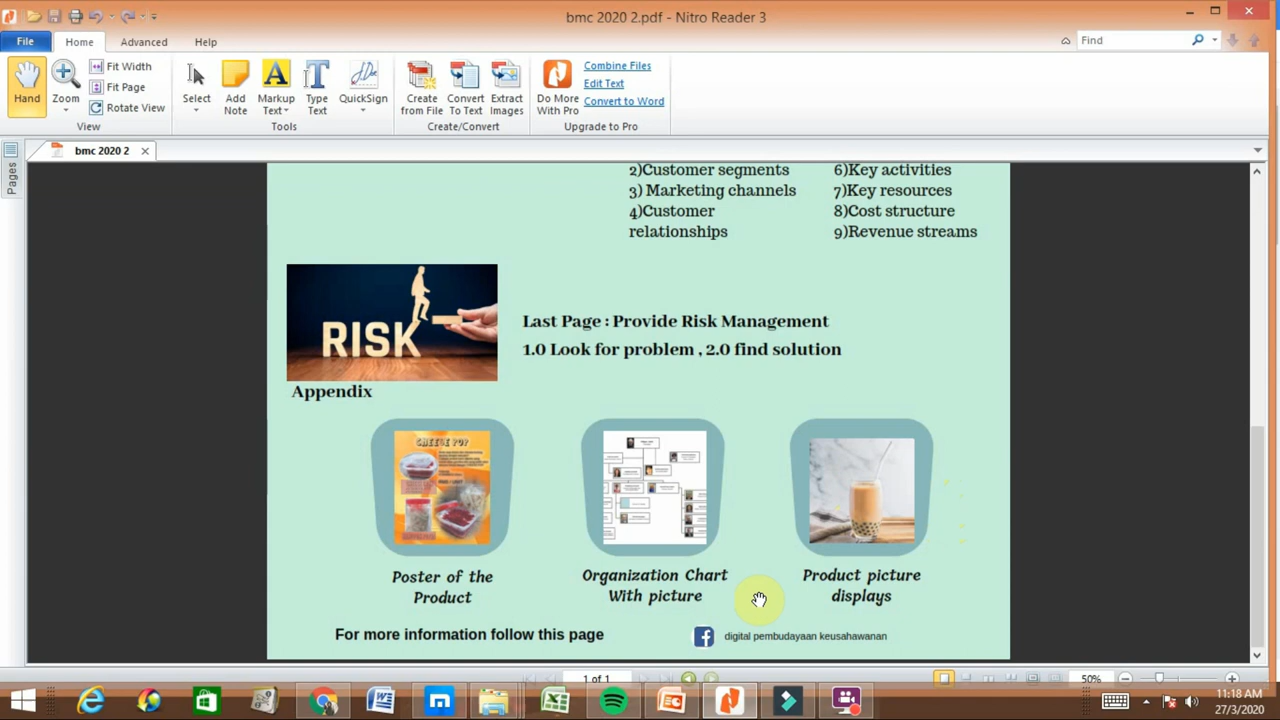 bmc 2020 2.pdf - Nitro Reader 3
File
Home
Advanced
Help
Find
Hand
Zoom
Fit Width
Fit Page
Rotate View
View
Select
Add Note
Markup Text
Type Text
QuickSign
Tools
Create from File
Convert To Text
Extract Images
Create/Convert
Do More With Pro
Combine Files
Edit Text
Convert to Word
Upgrade to Pro
bmc 2020 2
Pages
2)Customer segments
3) Marketing channels
4)Customer
relationships
6)Key activities
7)Key resources
8)Cost structure
9)Revenue streams
RISK
Last Page : Provide Risk Management
1.0 Look for problem , 2.0 find solution
Appendix
CHEESE POP
Poster of the
Product
Organization Chart
With picture
Product picture
displays
For more information follow this page
digital pembudayaan keusahawanan
1 of 1
50%
11:18 AM
27/3/2020